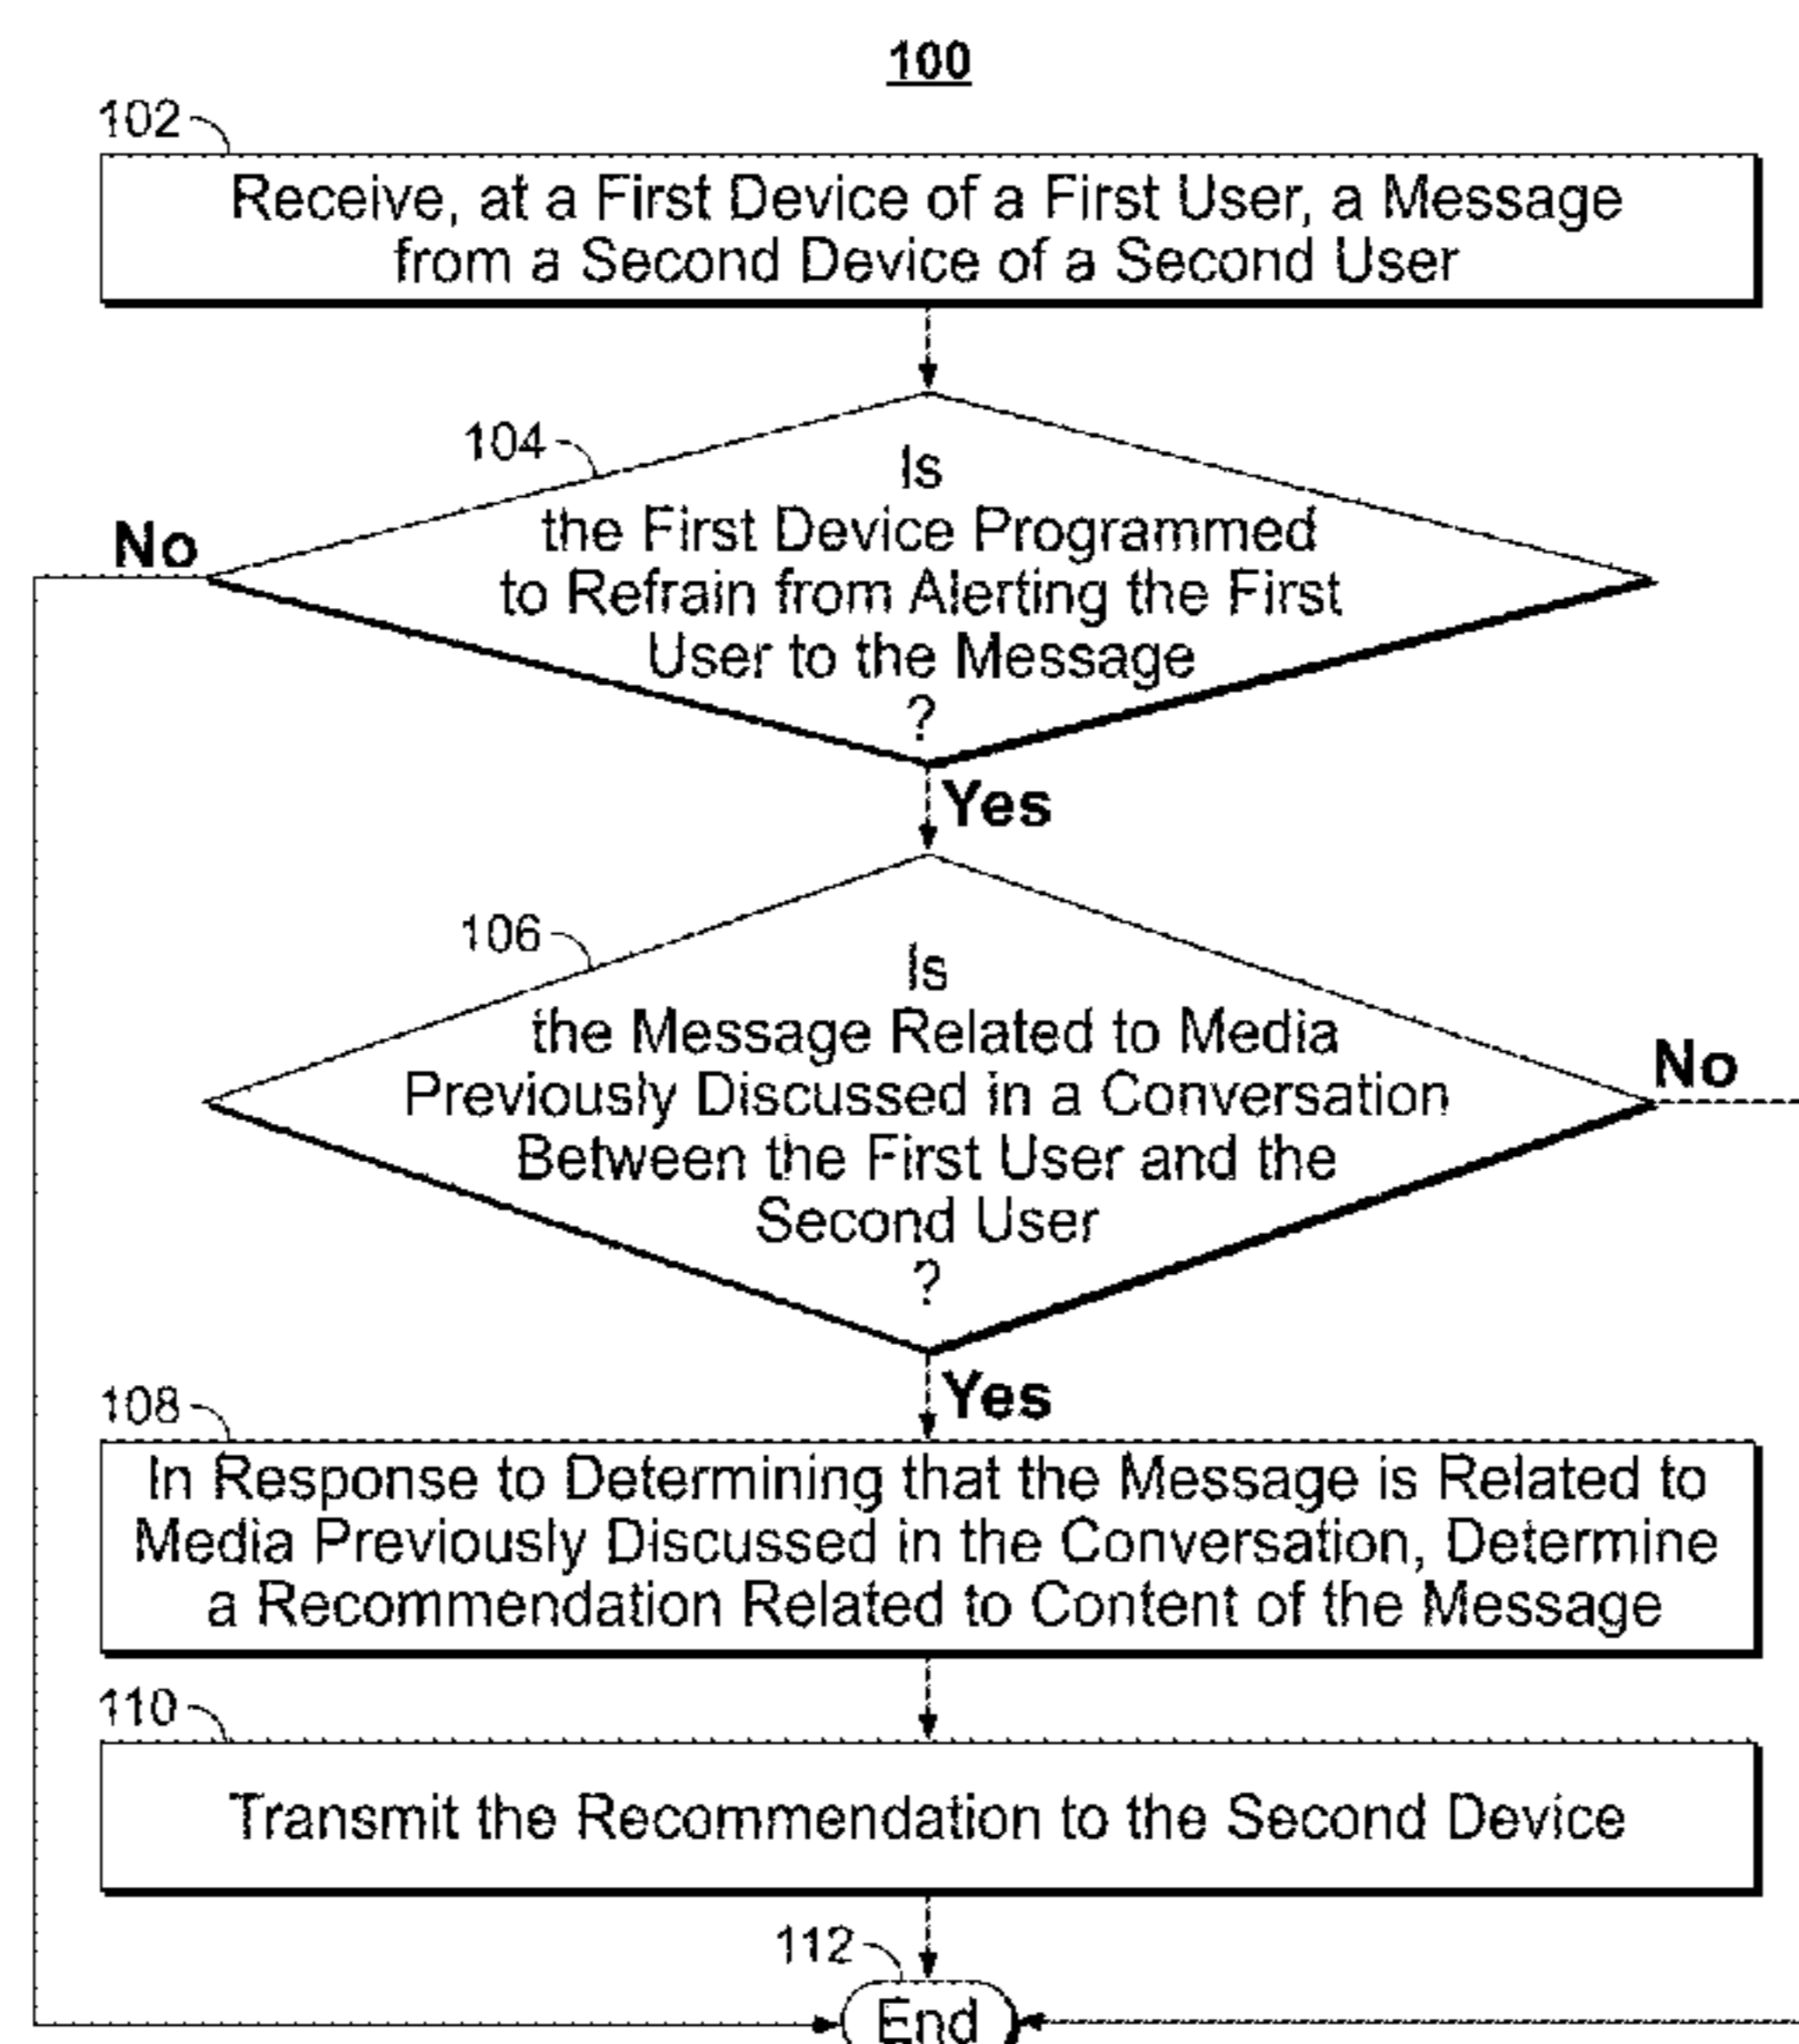 100
102
Receive, at a First Device of a First User, a Message
from a Second Device of a Second User
104
Is
the First Device Programmed
to Refrain from Alerting the First
User to the Message
?
No
Yes
106
Is
the Message Related to Media
Previously Discussed in a Conversation
Between the First User and the
Second User
?
No
Yes
108
In Response to Determining that the Message is Related to
Media Previously Discussed in the Conversation, Determine
a Recommendation Related to Content of the Message
110
Transmit the Recommendation to the Second Device
112
End